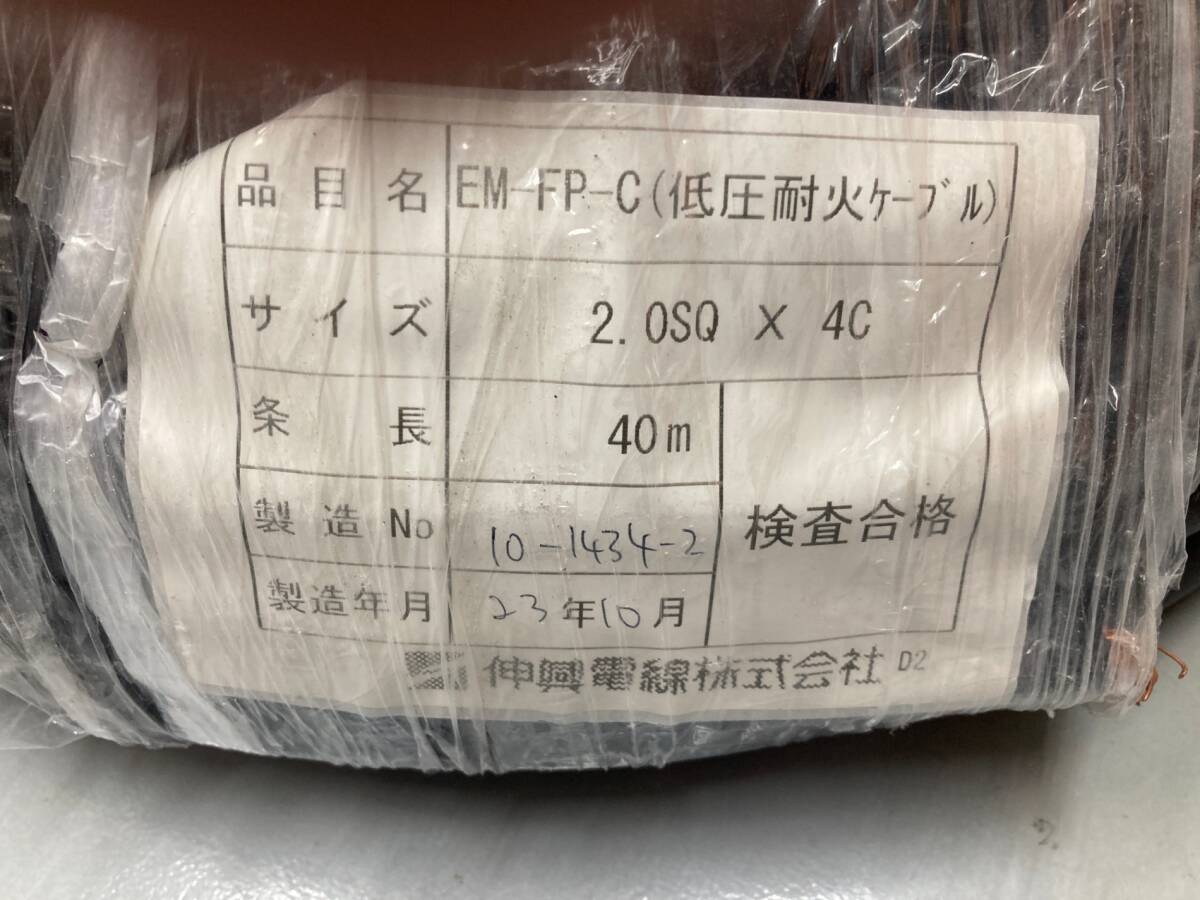 品目名 EM-FP-C(低圧耐火ケーブル)
サイズ 2.0SQ X 4C
条長 40m
製造No 10-1434-2 検査合格
製造年月 23年10月
伸興電線株式会社 D2